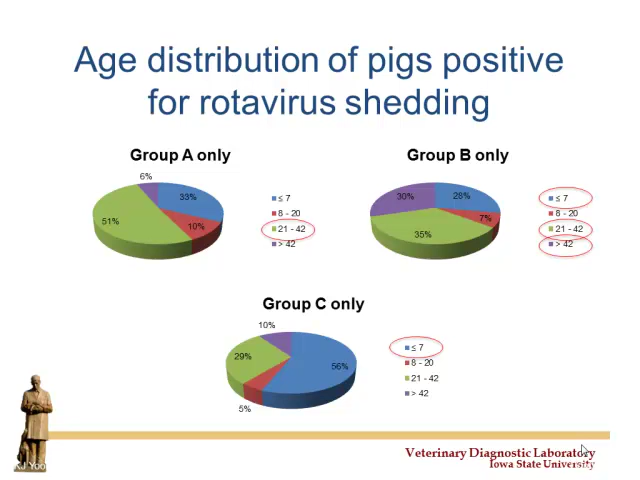 Age distribution of pigs positive
for rotavirus shedding
Group A only
6%
33%
51%
10%
≤ 7
8 - 20
21 - 42
> 42
Group B only
30%
28%
7%
35%
≤ 7
8 - 20
21 - 42
> 42
Group C only
10%
29%
56%
5%
≤ 7
8 - 20
21 - 42
> 42
Veterinary Diagnostic Laboratory
Iowa State University